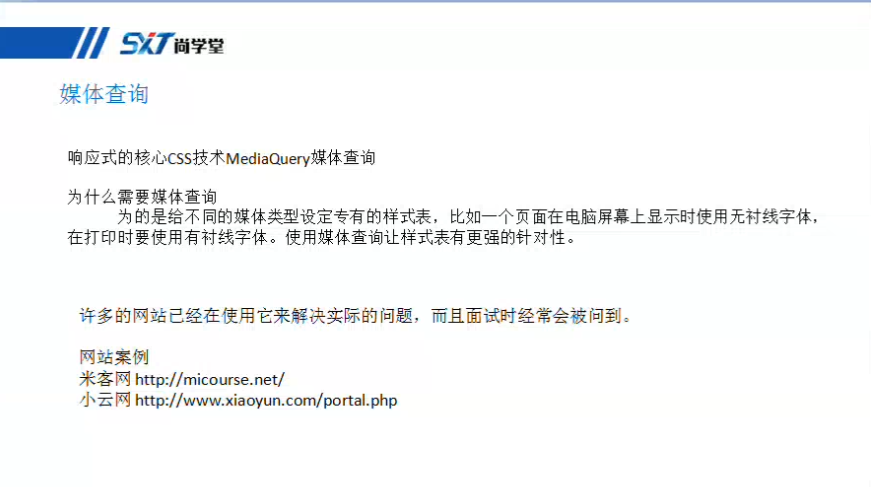 SXT尚学堂
媒体查询
响应式的核心CSS技术MediaQuery媒体查询
为什么需要媒体查询
为的是给不同的媒体类型设定专有的样式表，比如一个页面在电脑屏幕上显示时使用无衬线字体，
在打印时要使用有衬线字体。使用媒体查询让样式表有更强的针对性。
许多的网站已经在使用它来解决实际的问题，而且面试时经常会被问到。
网站案例
米客网 http://micourse.net/
小云网 http://www.xiaoyun.com/portal.php